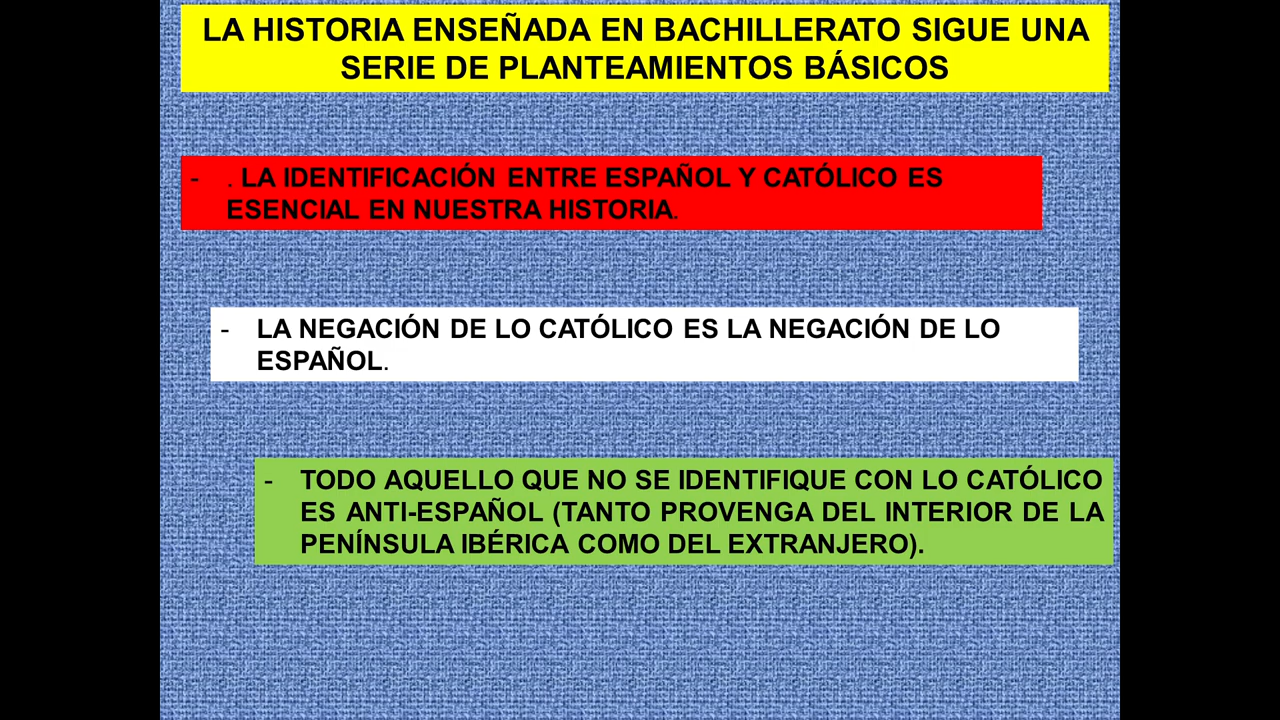 LA HISTORIA ENSEÑADA EN BACHILLERATO SIGUE UNA
SERIE DE PLANTEAMIENTOS BÁSICOS
- . LA IDENTIFICACIÓN ENTRE ESPAÑOL Y CATÓLICO ES
ESENCIAL EN NUESTRA HISTORIA.
- LA NEGACIÓN DE LO CATÓLICO ES LA NEGACIÓN DE LO
ESPAÑOL.
- TODO AQUELLO QUE NO SE IDENTIFIQUE CON LO CATÓLICO
ES ANTI-ESPAÑOL (TANTO PROVENGA DEL INTERIOR DE LA
PENÍNSULA IBÉRICA COMO DEL EXTRANJERO).